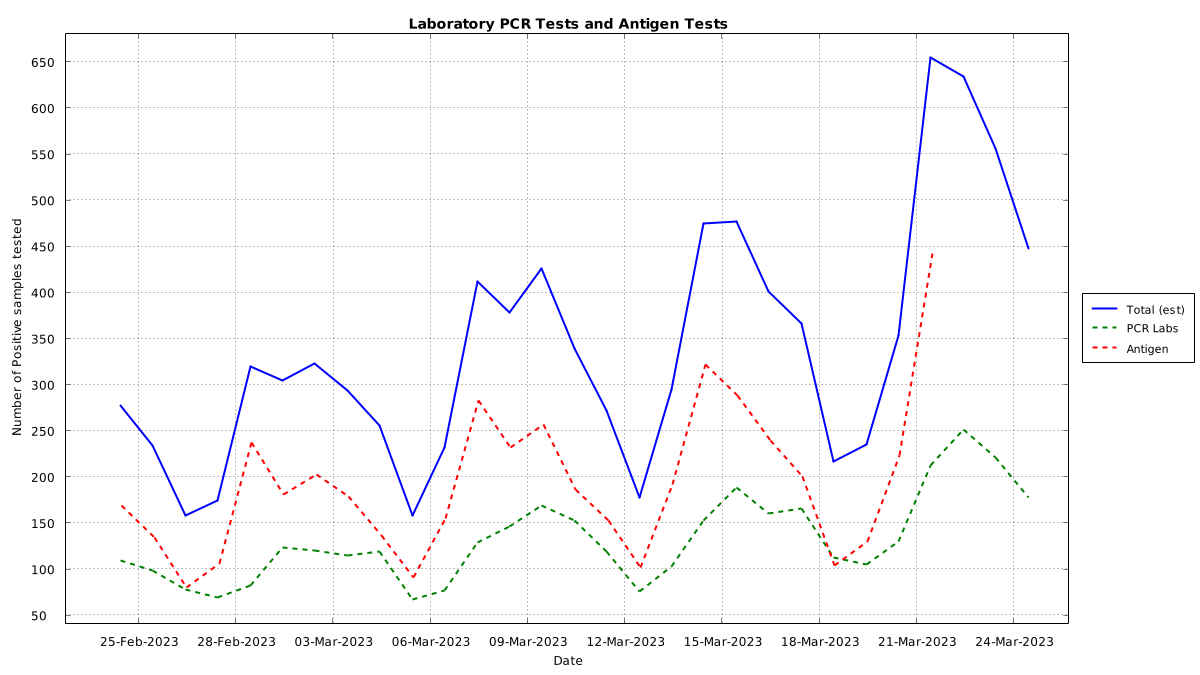 Laboratory PCR Tests and Antigen Tests
650
600
550
500
450
400
350
300
250
200
150
100
50
Number of Positive samples tested
25-Feb-2023 28-Feb-2023 03-Mar-2023 06-Mar-2023 09-Mar-2023 12-Mar-2023 15-Mar-2023 18-Mar-2023 21-Mar-2023 24-Mar-2023
Date
Total (est)
PCR Labs
Antigen